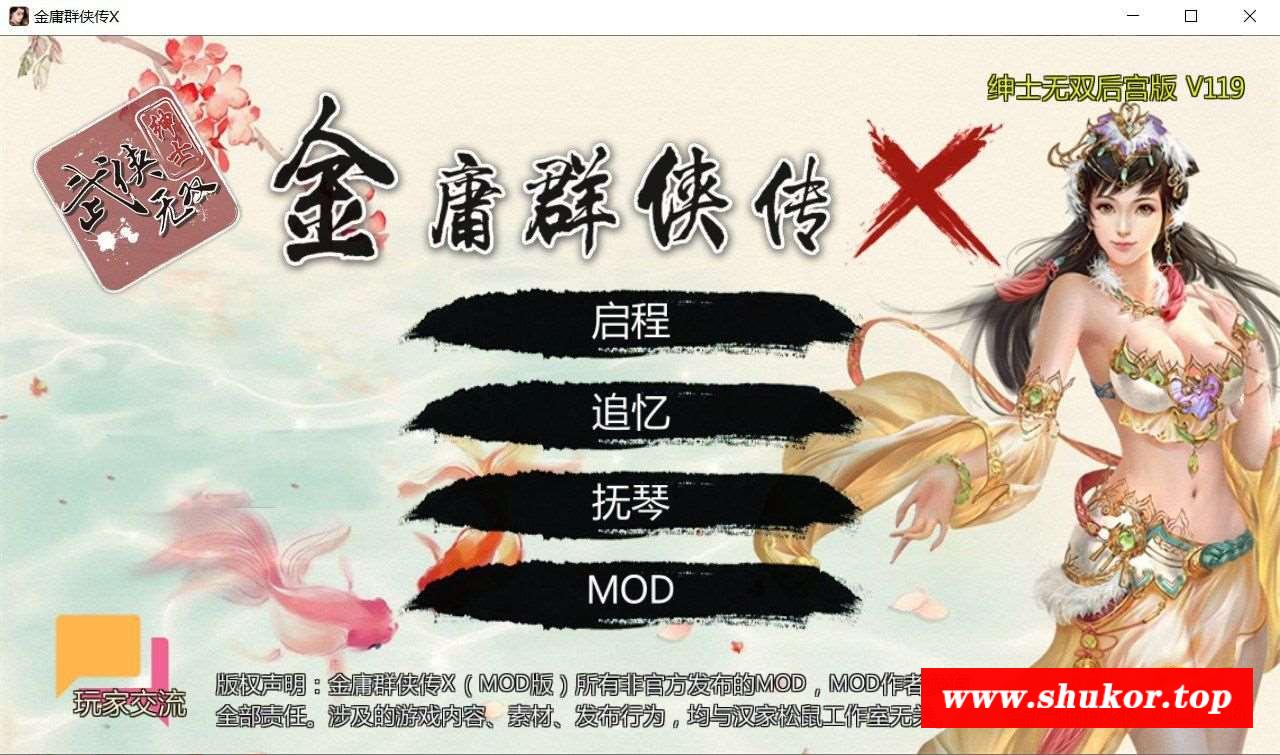 金庸群侠传X
绅士无双后宫版 V119
绅士
武侠
无双
金庸群侠传X
启程
追忆
抚琴
MOD
玩家交流
版权声明：金庸群侠传X（MOD版）所有非官方发布的MOD，MOD作者
全部责任。涉及的游戏内容、素材、发布行为，均与汉家松鼠工作室无关
www.shukor.top